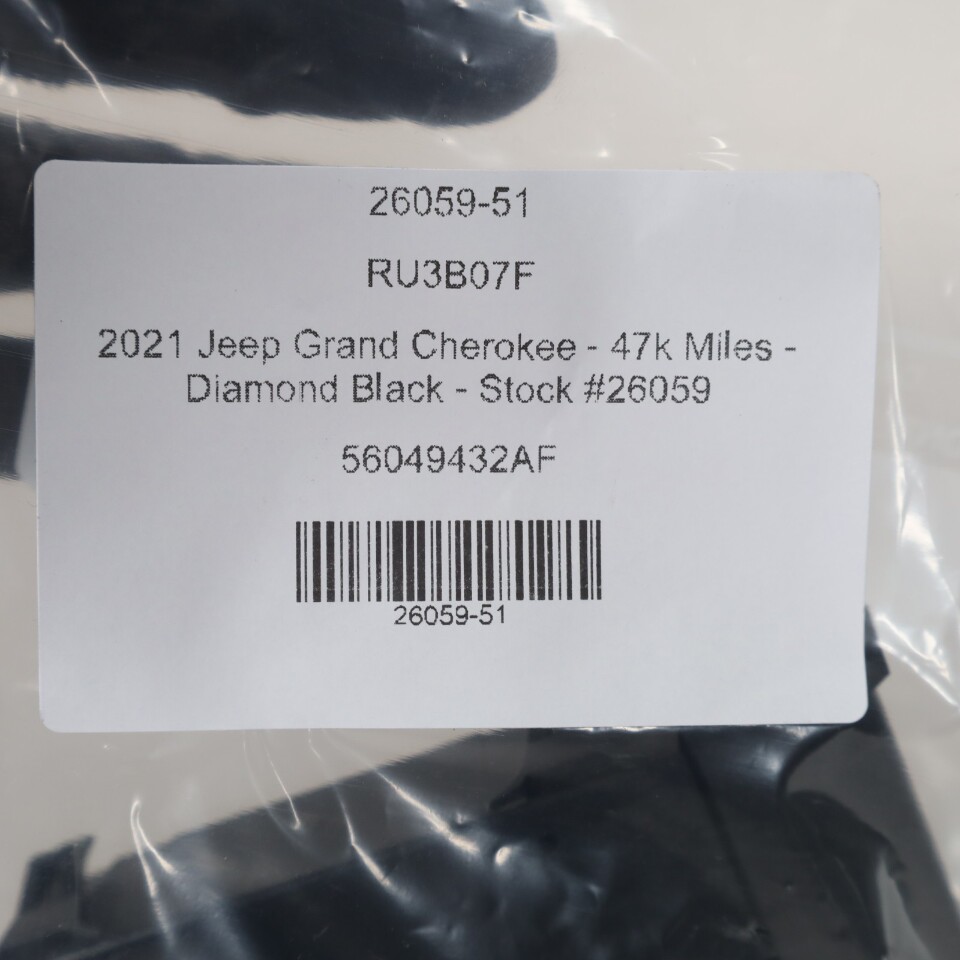 26059-51
RU3B07F
2021 Jeep Grand Cherokee - 47k Miles -
Diamond Black - Stock #26059
56049432AF
26059-51